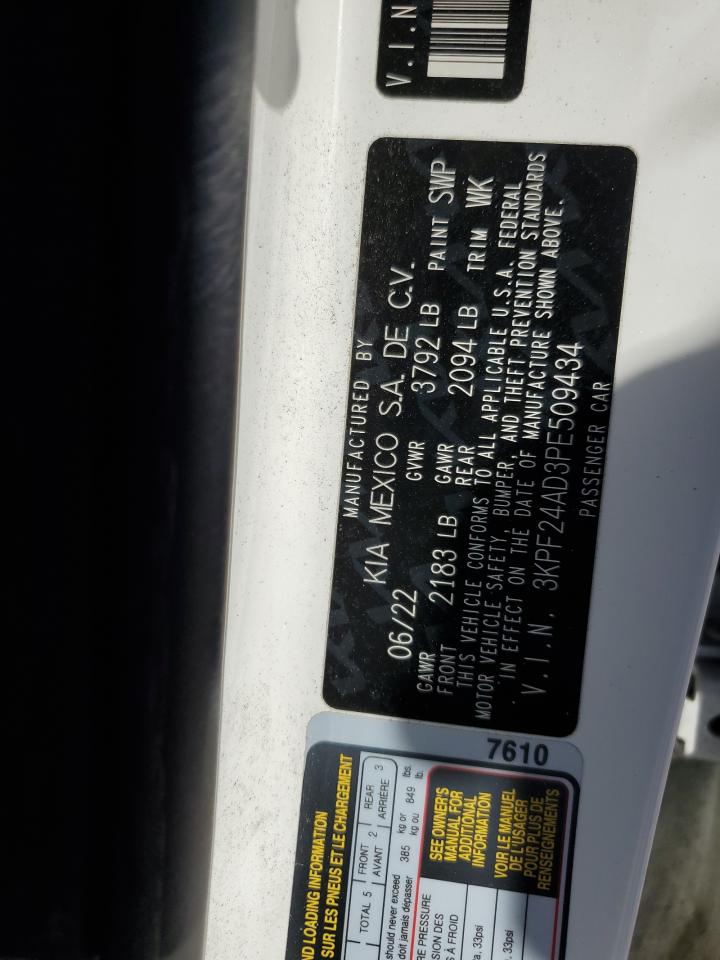 V.I.N
MANUFACTURED BY
KIA MEXICO S.A. DE C.V.
06/22 GVWR 3792 LB PAINT SWP
GAWR FRONT 2183 LB GAWR REAR 2094 LB TRIM WK
THIS VEHICLE CONFORMS TO ALL APPLICABLE U.S.A. FEDERAL
MOTOR VEHICLE SAFETY, BUMPER, AND THEFT PREVENTION STANDARDS
IN EFFECT ON THE DATE OF MANUFACTURE SHOWN ABOVE.
V.I.N. 3KPF24AD3PE509434
PASSENGER CAR
ND LOADING INFORMATION
SUR LES PNEUS ET LE CHARGEMENT
TOTAL 5 FRONT 2 REAR 3
AVANT ARRIÈRE
should never exceed 385 kg or 849 lbs.
doit jamais dépasser kg ou lb.
RE PRESSURE
SION DES
À FROID
a, 33psi
, 33psi
SEE OWNER'S
MANUAL FOR
ADDITIONAL
INFORMATION
VOIR LE MANUEL
DE L'USAGER
POUR PLUS DE
RENSEIGNEMENTS
7610